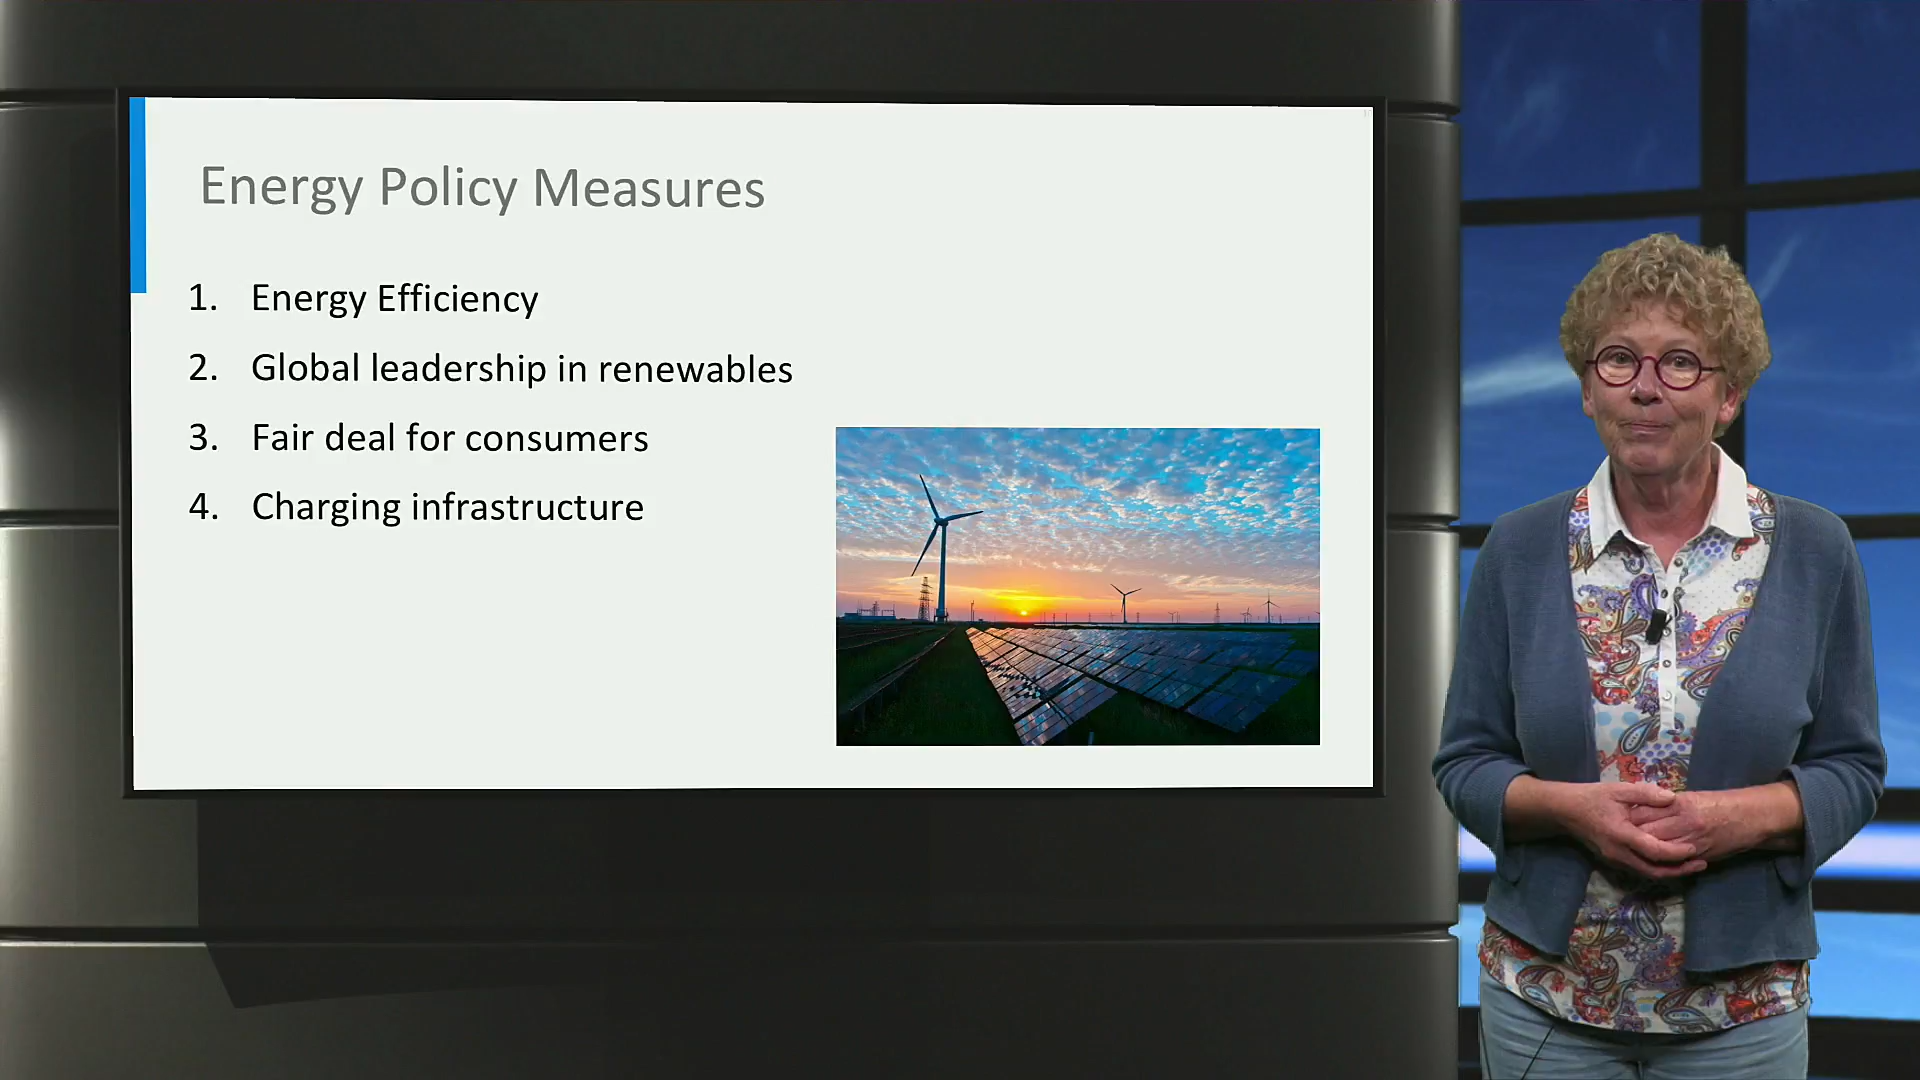 Energy Policy Measures
1. Energy Efficiency
2. Global leadership in renewables
3. Fair deal for consumers
4. Charging infrastructure